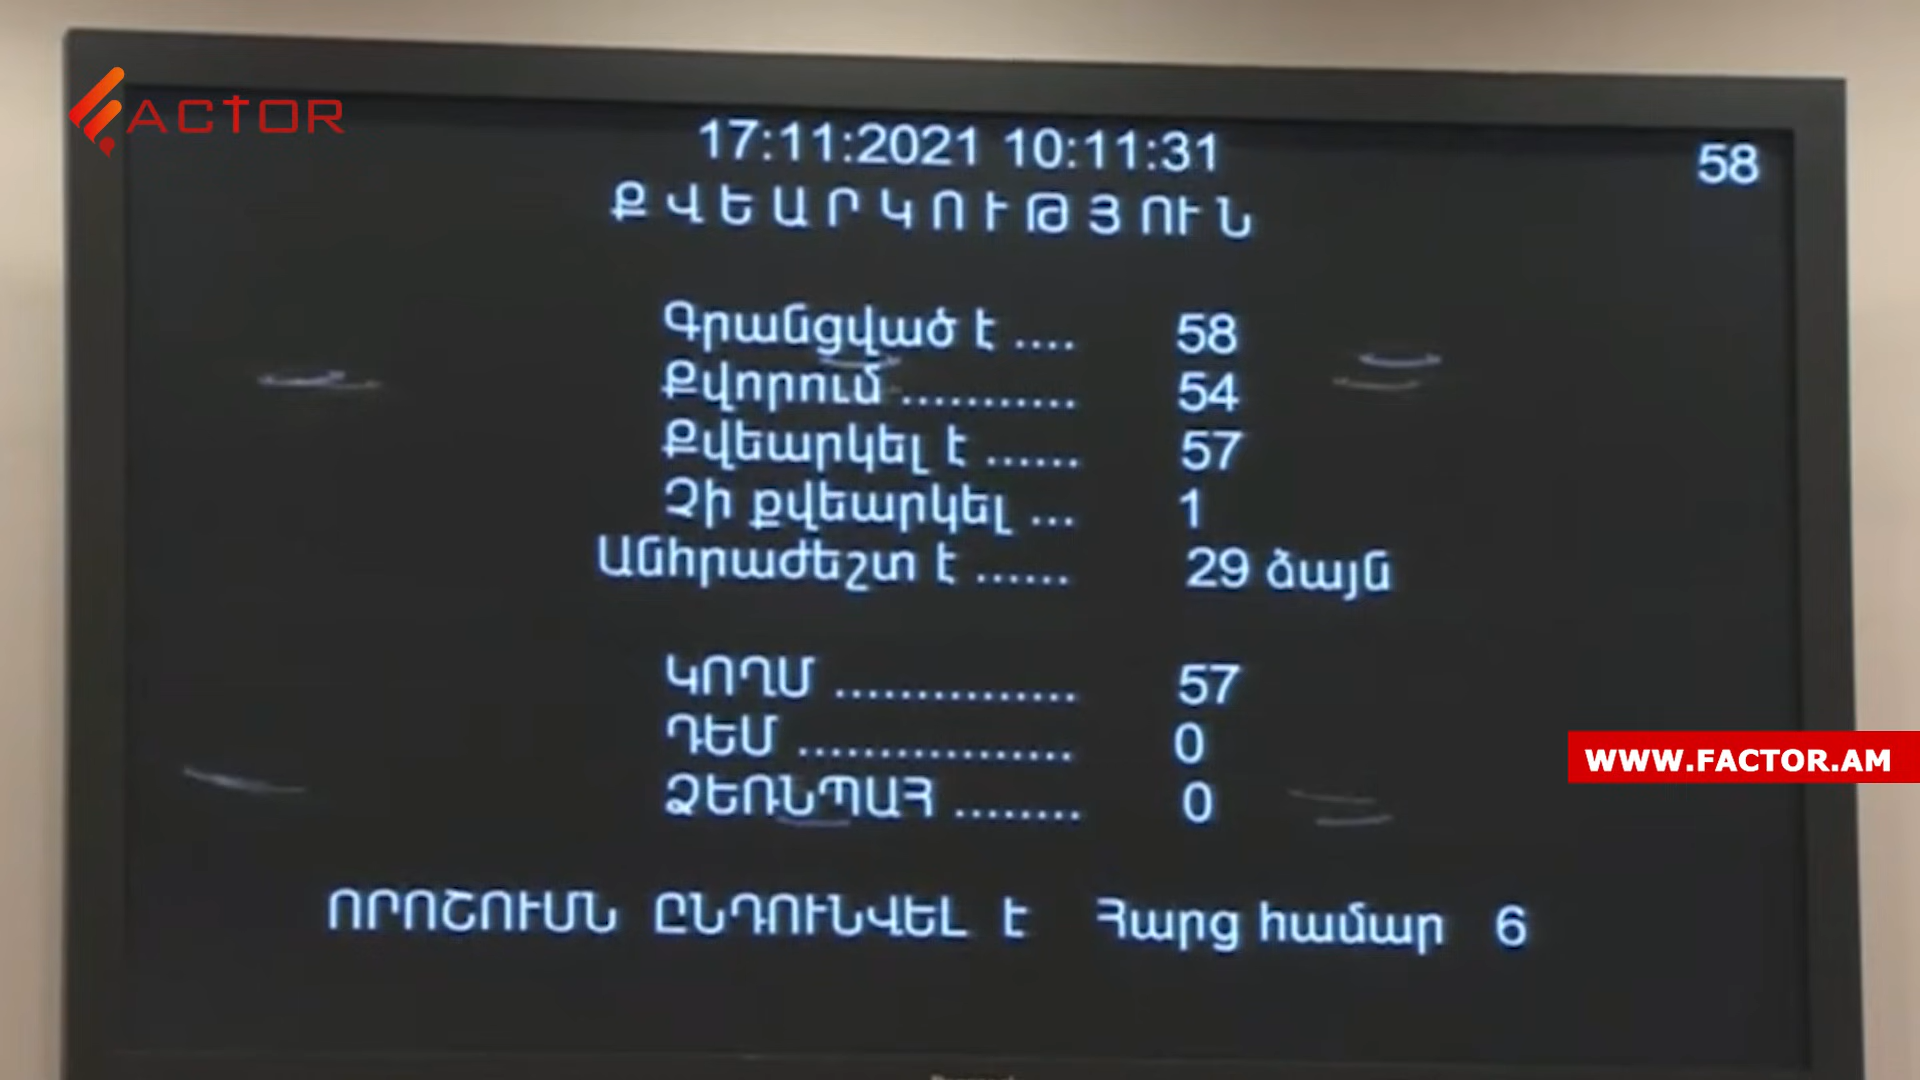 FACTOR
17:11:2021 10:11:31
58
ՔՎԵԱՐԿՈՒԹՅՈՒՆ
Գրանցված է .... 58
Քվորում ........... 54
Քվեարկել է ...... 57
Չի քվեարկել ... 1
Անհրաժեշտ է ...... 29 ձայն
ԿՈՂՄ ............... 57
ԴԵՄ ................. 0
ՁԵՌՆՊԱՀ ........ 0
WWW.FACTOR.AM
ՈՐՈՇՈՒՄՆ ԸՆԴՈՒՆՎԵԼ է Հարց համար 6